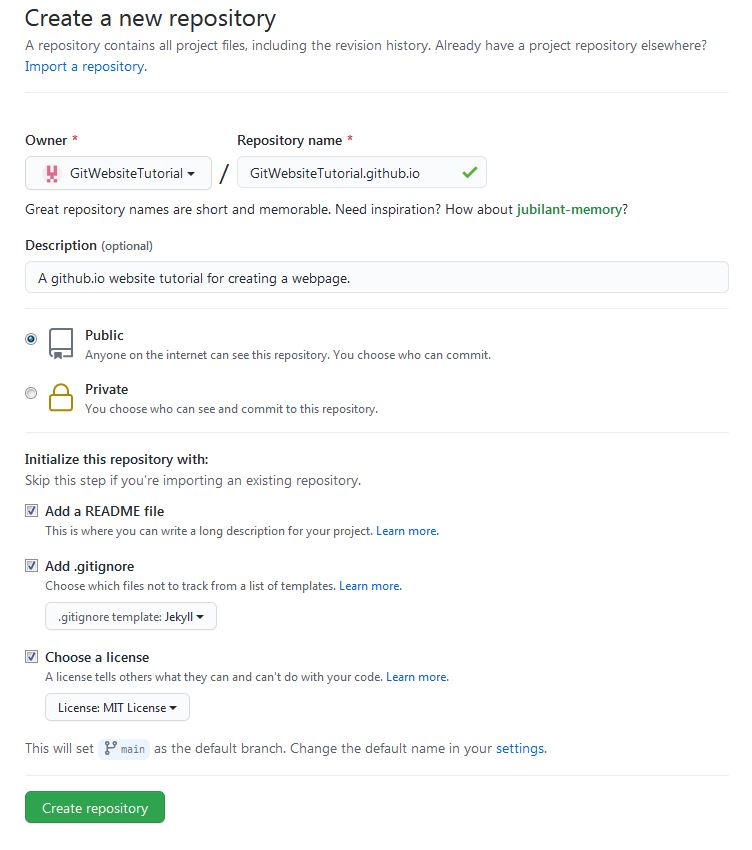 Create a new repository
A repository contains all project files, including the revision history. Already have a project repository elsewhere?
Import a repository.
Owner * Repository name *
GitWebsiteTutorial / GitWebsiteTutorial.github.io
Great repository names are short and memorable. Need inspiration? How about jubilant-memory?
Description (optional)
A github.io website tutorial for creating a webpage.
Public
Anyone on the internet can see this repository. You choose who can commit.
Private
You choose who can see and commit to this repository.
Initialize this repository with:
Skip this step if you're importing an existing repository.
Add a README file
This is where you can write a long description for your project. Learn more.
Add .gitignore
Choose which files not to track from a list of templates. Learn more.
.gitignore template: Jekyll
Choose a license
A license tells others what they can and can't do with your code. Learn more.
License: MIT License
This will set main as the default branch. Change the default name in your settings.
Create repository